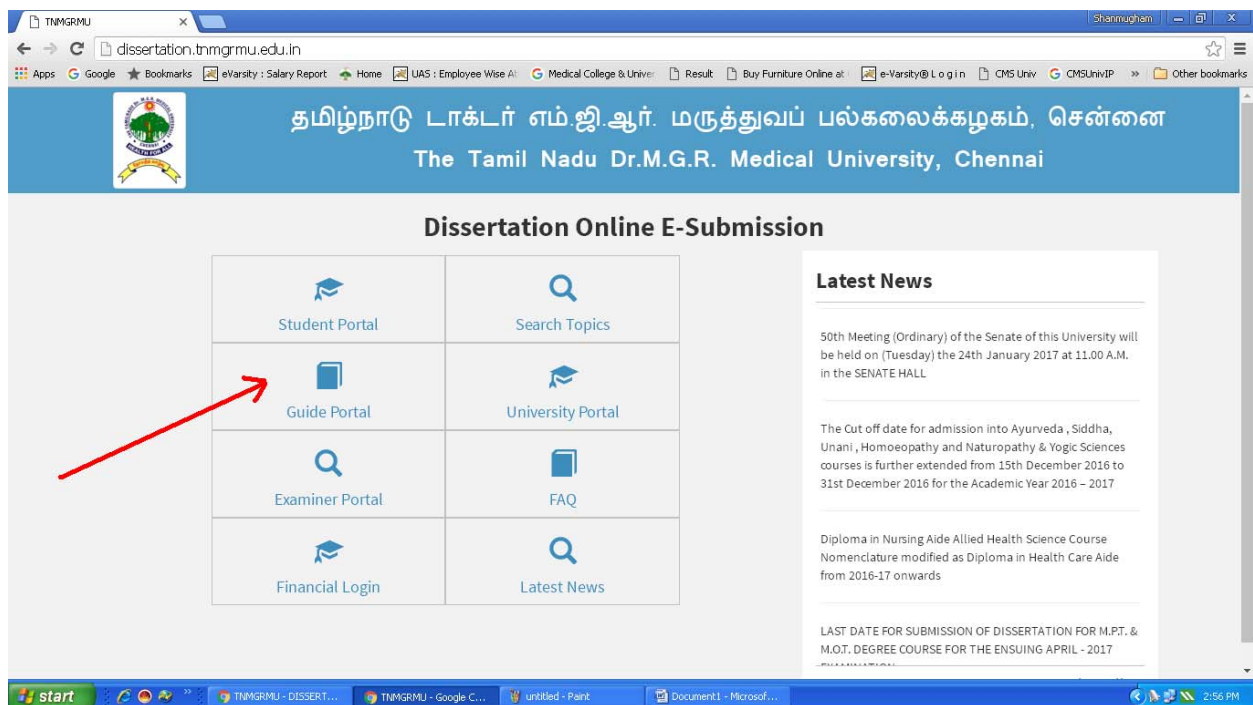 TNMGRMU
Shanmugham
dissertation.tnmgrmu.edu.in
Apps Google Bookmarks eVarsity : Salary Report Home UAS : Employee Wise At Google Medical College & Univer Result Buy Furniture Online at e-Varsity® L o g i n CMS Univ CMSUnivIP » Other bookmarks
தமிழ்நாடு டாக்டர் எம்.ஜி.ஆர். மருத்துவப் பல்கலைக்கழகம், சென்னை
The Tamil Nadu Dr.M.G.R. Medical University, Chennai
Dissertation Online E-Submission
Student Portal
Search Topics
Guide Portal
University Portal
Examiner Portal
FAQ
Financial Login
Latest News
Latest News
50th Meeting (Ordinary) of the Senate of this University will
be held on (Tuesday) the 24th January 2017 at 11.00 A.M.
in the SENATE HALL
The Cut off date for admission into Ayurveda , Siddha,
Unani , Homoeopathy and Naturopathy & Yogic Sciences
courses is further extended from 15th December 2016 to
31st December 2016 for the Academic Year 2016 – 2017
Diploma in Nursing Aide Allied Health Science Course
Nomenclature modified as Diploma in Health Care Aide
from 2016-17 onwards
LAST DATE FOR SUBMISSION OF DISSERTATION FOR M.P.T. &
M.O.T. DEGREE COURSE FOR THE ENSUING APRIL - 2017
start TNMGRMU - DISSERT... TNMGRMU - Google C... untitled - Paint Document1 - Microsof... 2:56 PM